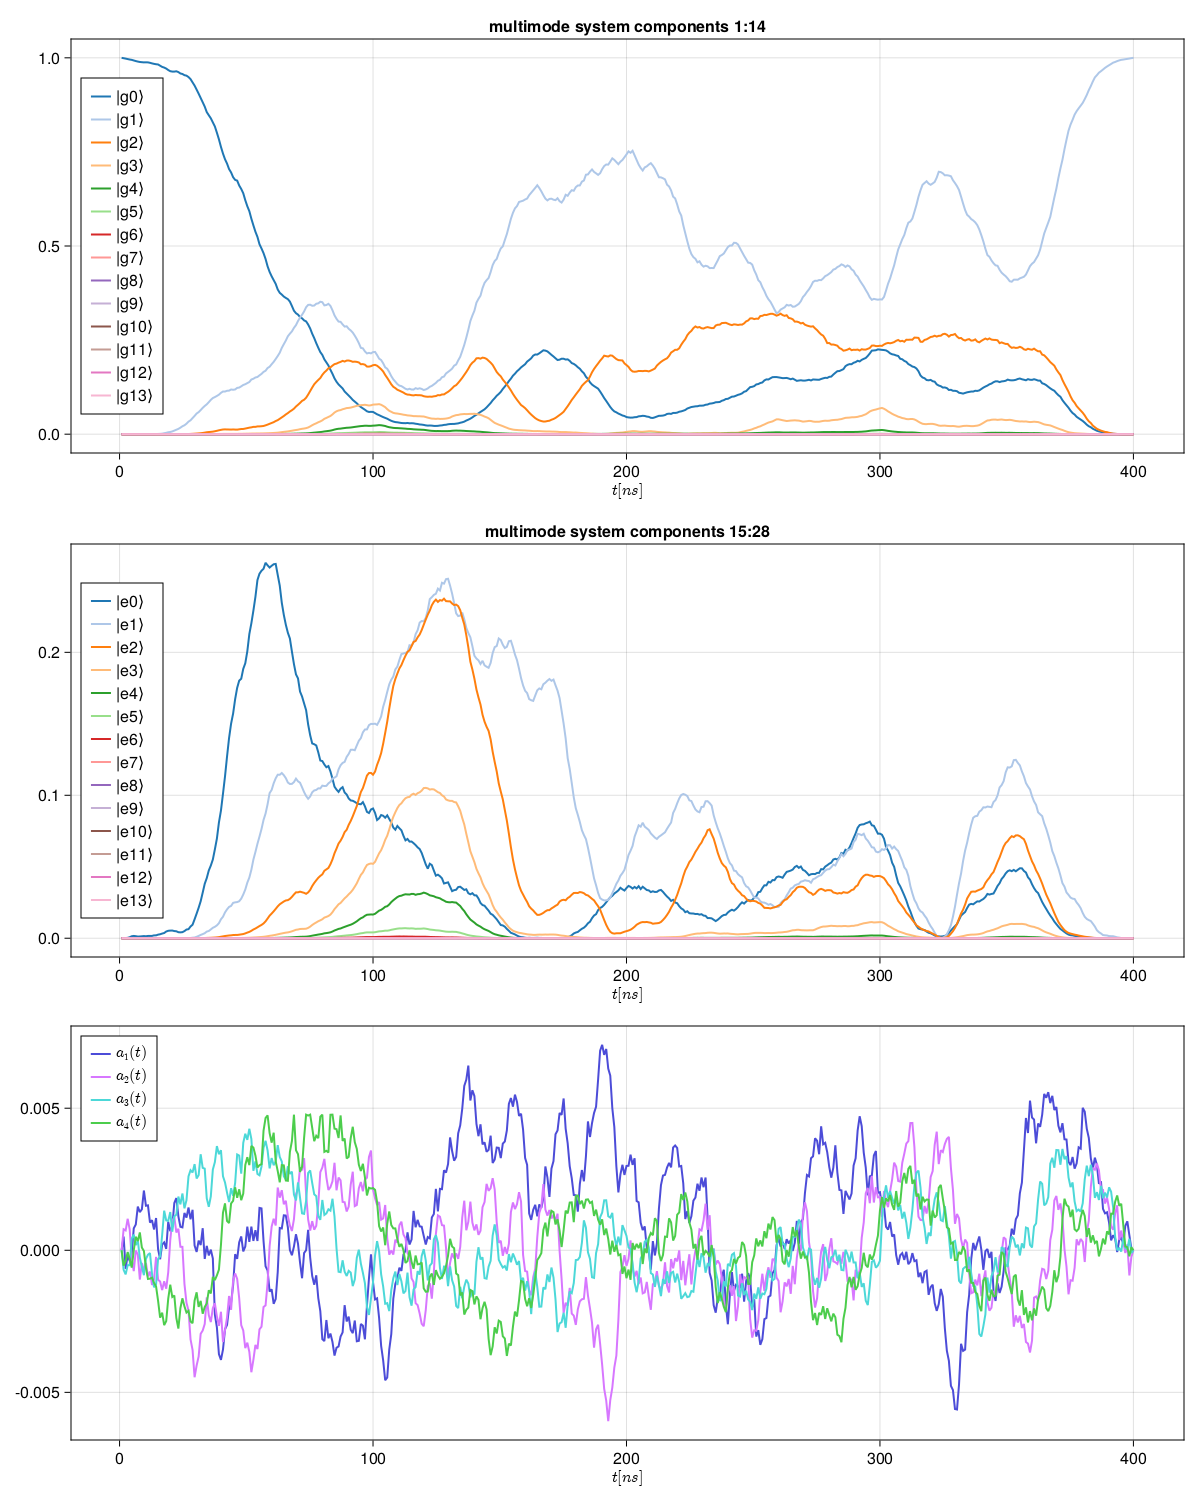 multimode system components 1:14
1.0
0.5
0.0
|g0⟩
|g1⟩
|g2⟩
|g3⟩
|g4⟩
|g5⟩
|g6⟩
|g7⟩
|g8⟩
|g9⟩
|g10⟩
|g11⟩
|g12⟩
|g13⟩
0 100 200 300 400
t[ns]
multimode system components 15:28
0.2
0.1
0.0
|e0⟩
|e1⟩
|e2⟩
|e3⟩
|e4⟩
|e5⟩
|e6⟩
|e7⟩
|e8⟩
|e9⟩
|e10⟩
|e11⟩
|e12⟩
|e13⟩
0 100 200 300 400
t[ns]
0.005
0.000
-0.005
a₁(t)
a₂(t)
a₃(t)
a₄(t)
0 100 200 300 400
t[ns]